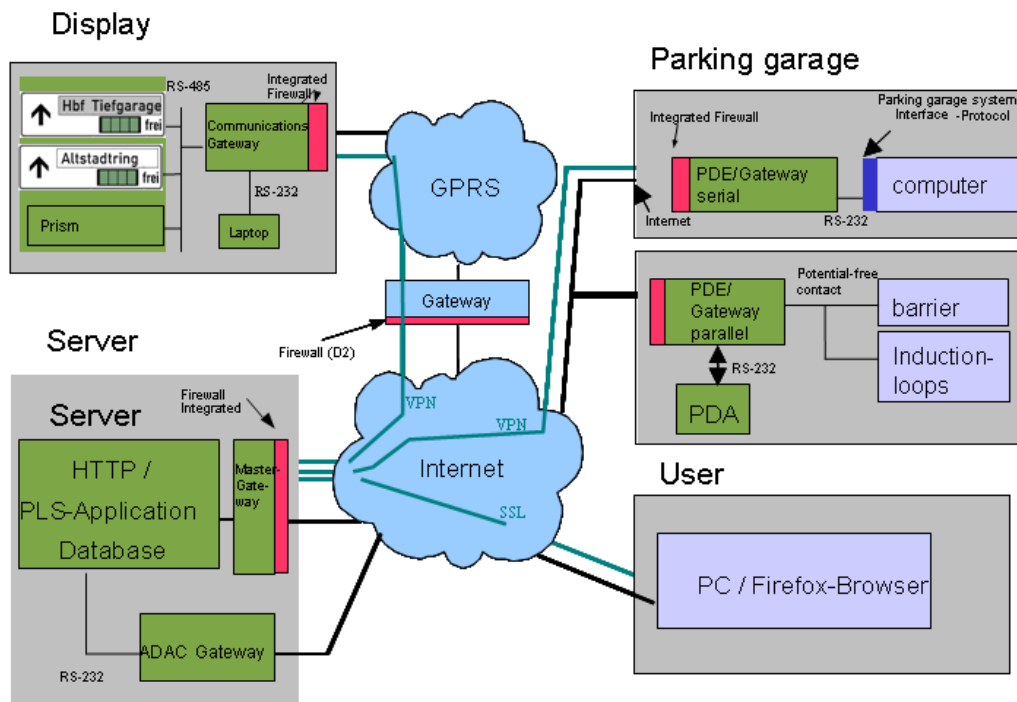 Display
RS-485
Integrated
Firewall
Hbf Tiefgarage
frei
Altstadtring
frei
Prism
Communications
Gateway
RS-232
Laptop
GPRS
Gateway
Firewall (D2)
Parking garage
Integrated Firewall
Parking garage system
Interface -Protocol
PDE/Gateway
serial
RS-232
computer
Internet
PDE/
Gateway
parallel
Potential-free
contact
barrier
Induction-
loops
RS-232
PDA
Server
Server
Firewall
Integrated
HTTP /
PLS-Application
Database
Master-
Gate-
way
ADAC Gateway
RS-232
VPN
VPN
Internet
SSL
User
PC / Firefox-Browser